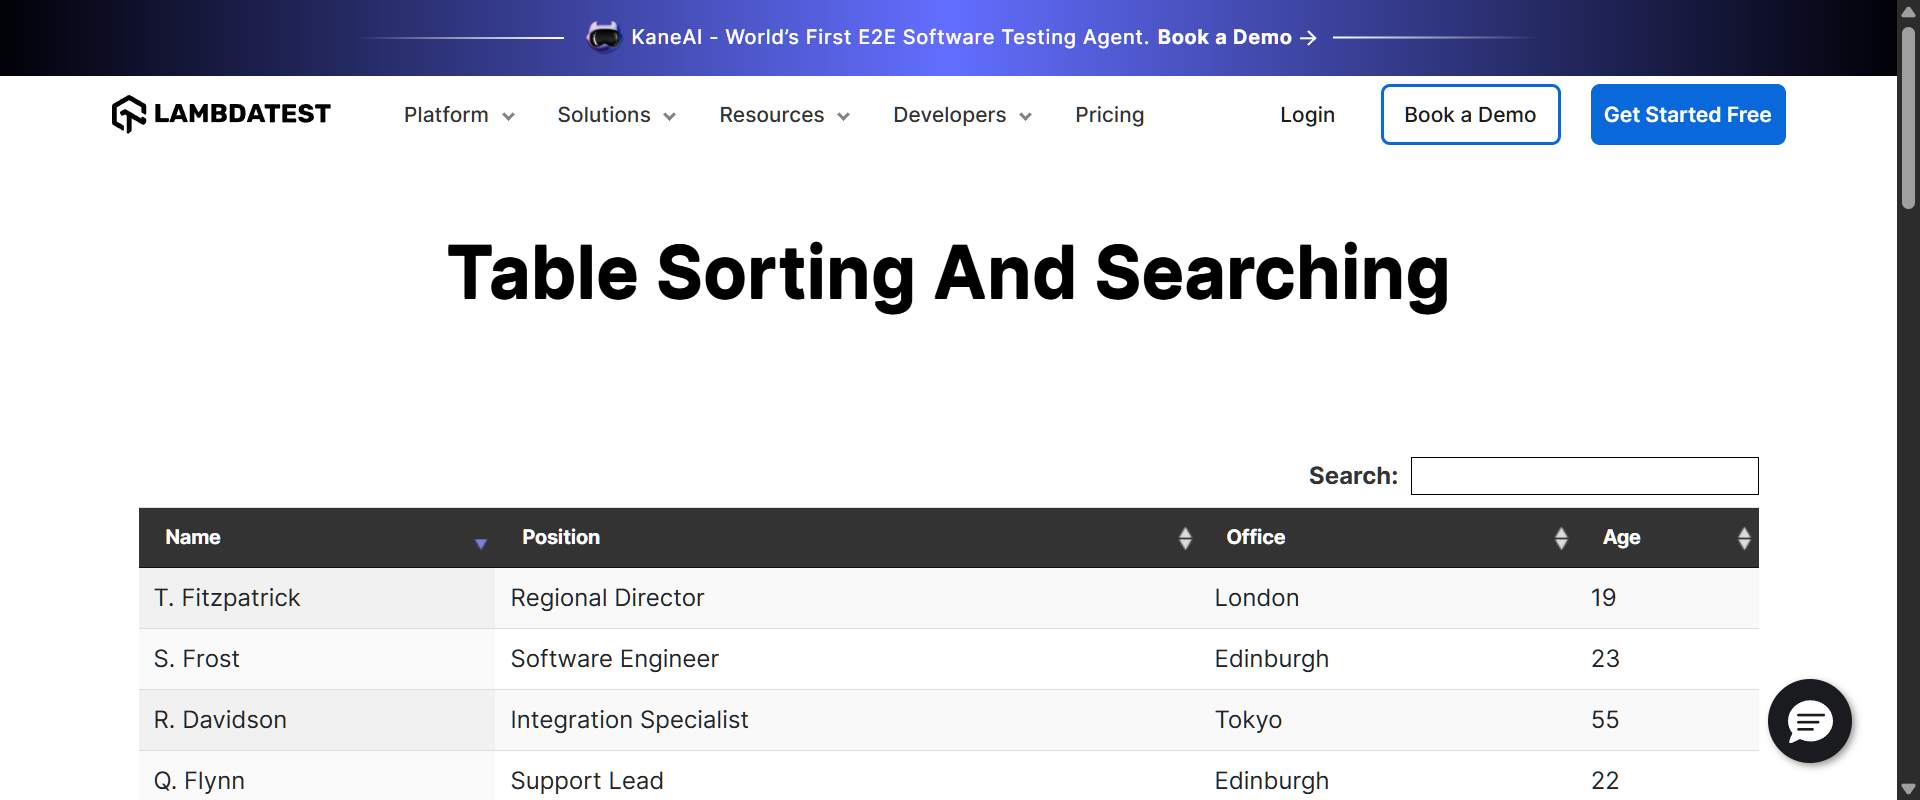 KaneAI - World’s First E2E Software Testing Agent. Book a Demo →
LAMBDATEST Platform Solutions Resources Developers Pricing Login Book a Demo Get Started Free
Table Sorting And Searching
Search:
Name Position Office Age
T. Fitzpatrick Regional Director London 19
S. Frost Software Engineer Edinburgh 23
R. Davidson Integration Specialist Tokyo 55
Q. Flynn Support Lead Edinburgh 22